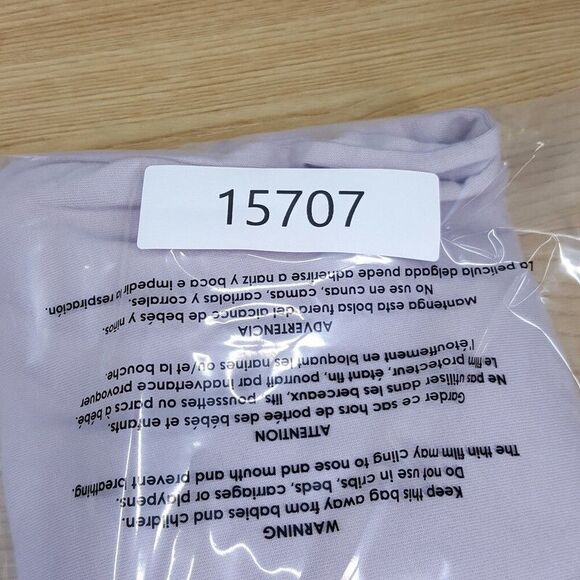 15707
WARNING
Keep this bag away from babies and children.
Do not use in cribs, beds, carriages or playpens.
The thin film may cling to nose and mouth and prevent breathing.
ATTENTION
Garder ce sac hors de portée des bébés et enfants.
Ne pas utiliser dans les berceaux, lits, poussettes ou parcs à bébé.
Le film protecteur, étant fin, pourrait par inadvertance provoquer
l'étouffement en bloquant les narines et/ou la bouche.
ADVERTENCIA
Mantenga esta bolsa fuera del alcance de bebés y niños.
No use en cunas, camas, carriolas y corrales.
La película delgada puede adherirse a nariz y boca e impedir la respiración.